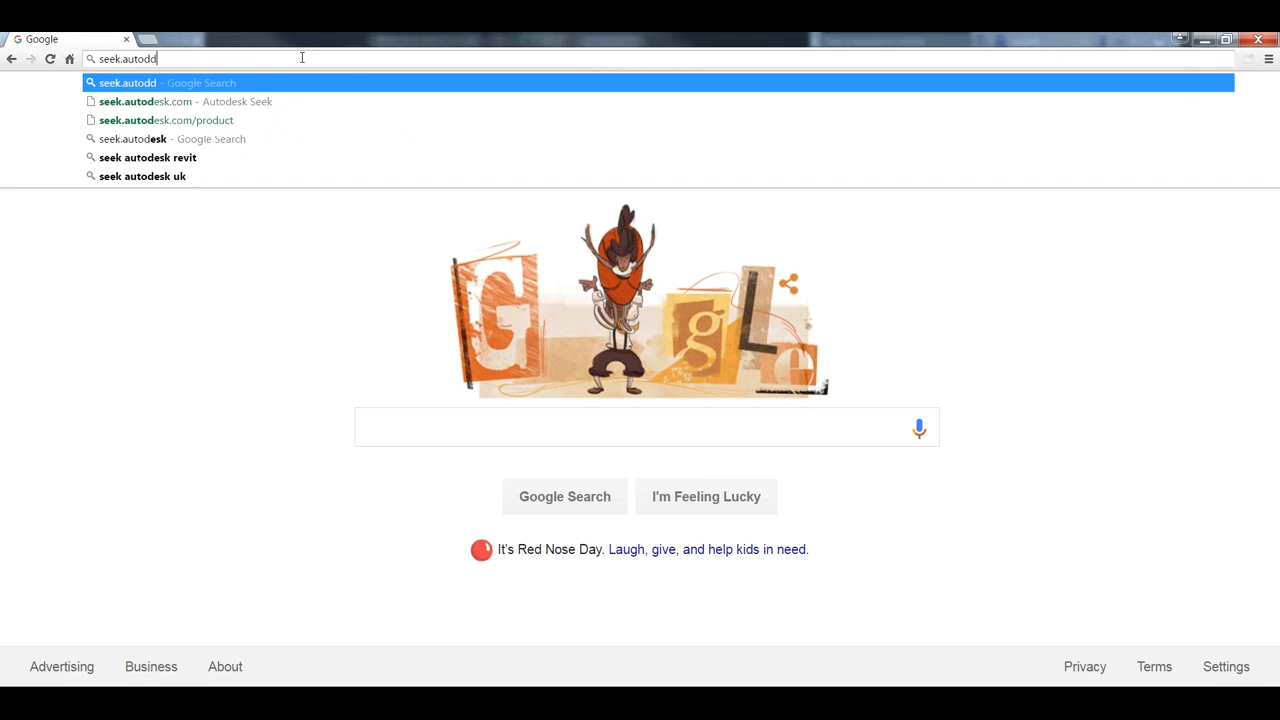 Google
seek.autodd
seek.autodd - Google Search
seek.autodesk.com - Autodesk Seek
seek.autodesk.com/product
seek.autodesk - Google Search
seek autodesk revit
seek autodesk uk
G g L e
Google Search I'm Feeling Lucky
It's Red Nose Day. Laugh, give, and help kids in need.
Advertising Business About Privacy Terms Settings